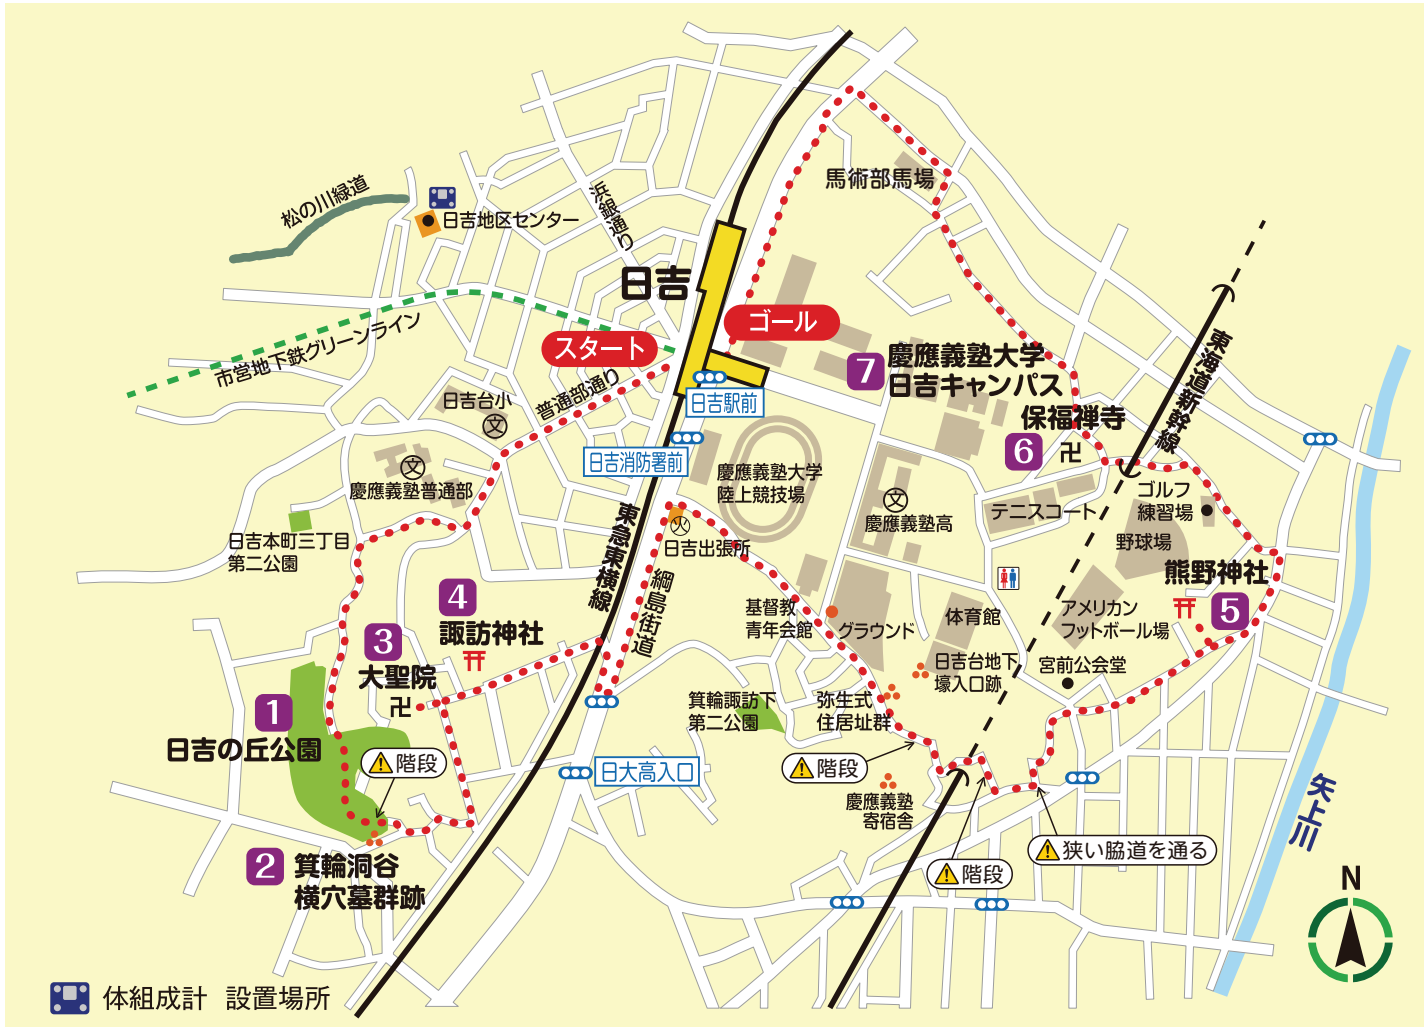 松の川緑道
日吉地区センター
浜銀通り
馬術部馬場
日吉
ゴール
スタート
市営地下鉄グリーンライン
普通部通り
日吉駅前
7
慶應義塾大学
日吉キャンパス
保福禅寺
6
卍
東海道新幹線
日吉台小
文
日吉消防署前
慶應義塾大学
陸上競技場
文
慶應義塾普通部
文
慶應義塾高
テニスコート
ゴルフ
練習場
野球場
日吉本町三丁目
第二公園
東急東横線
火
日吉出張所
綱島街道
熊野神社
5
4
諏訪神社
基督教
青年会館
グラウンド
体育館
アメリカン
フットボール場
3
大聖院
卍
日吉台地下
壕入口跡
宮前公会堂
1
日吉の丘公園
箕輪諏訪下
第二公園
弥生式
住居址群
階段
階段
日大高入口
慶應義塾
寄宿舎
矢上川
2
箕輪洞谷
横穴墓群跡
狭い脇道を通る
階段
N
体組成計 設置場所